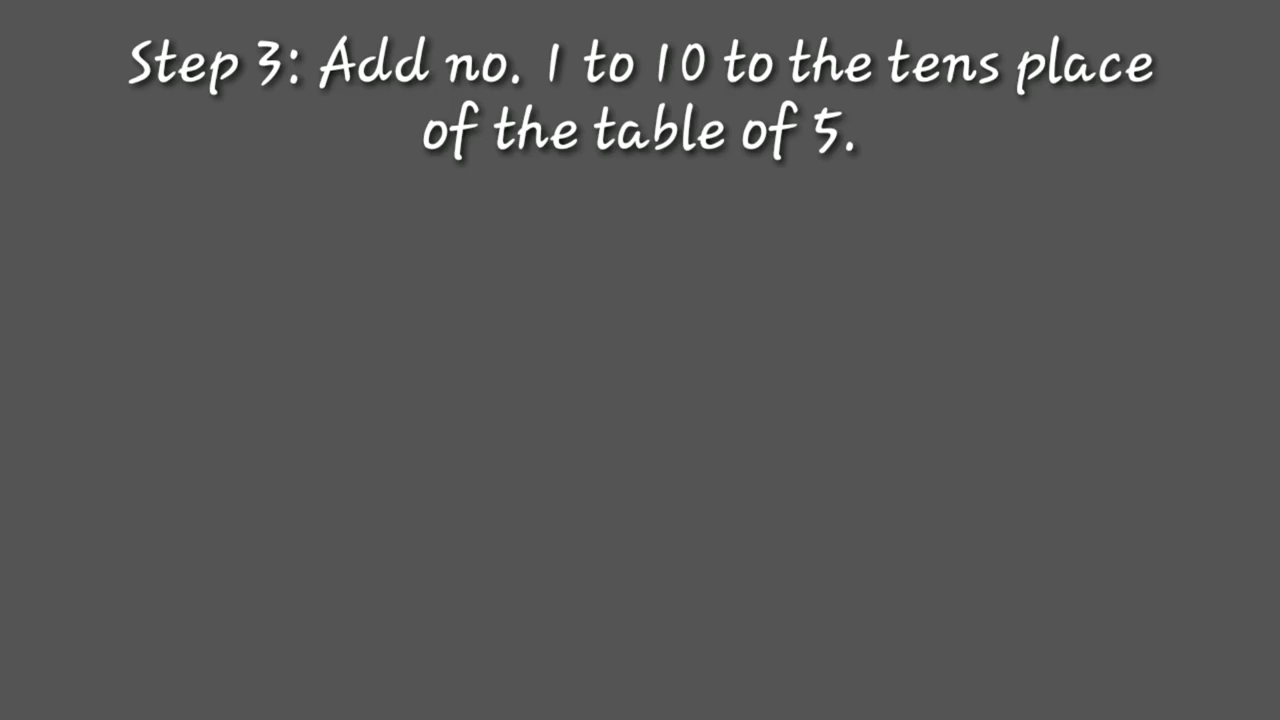 Step 3: Add no. 1 to 10 to the tens place
of the table of 5.